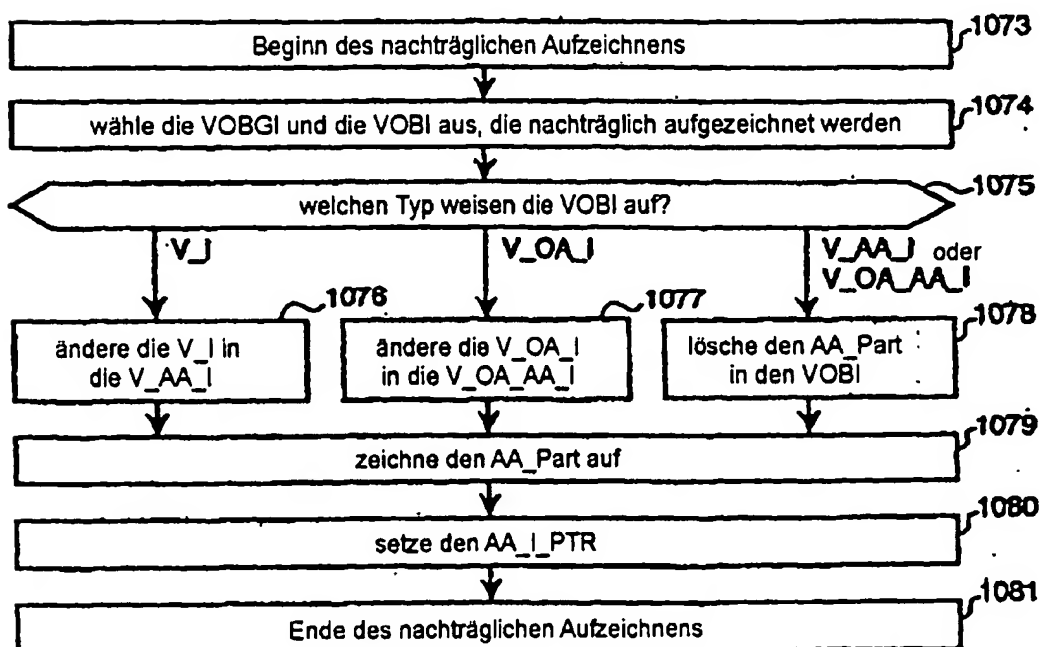 1073
Beginn des nachträglichen Aufzeichnens
1074
wähle die VOBGI und die VOBI aus, die nachträglich aufgezeichnet werden
1075
welchen Typ weisen die VOBI auf?
V_I
V_OA_I
V_AA_I oder
V_OA_AA_I
1076
ändere die V_I in
die V_AA_I
1077
ändere die V_OA_I
in die V_OA_AA_I
1078
lösche den AA_Part
in den VOBI
1079
zeichne den AA_Part auf
1080
setze den AA_I_PTR
1081
Ende des nachträglichen Aufzeichnens